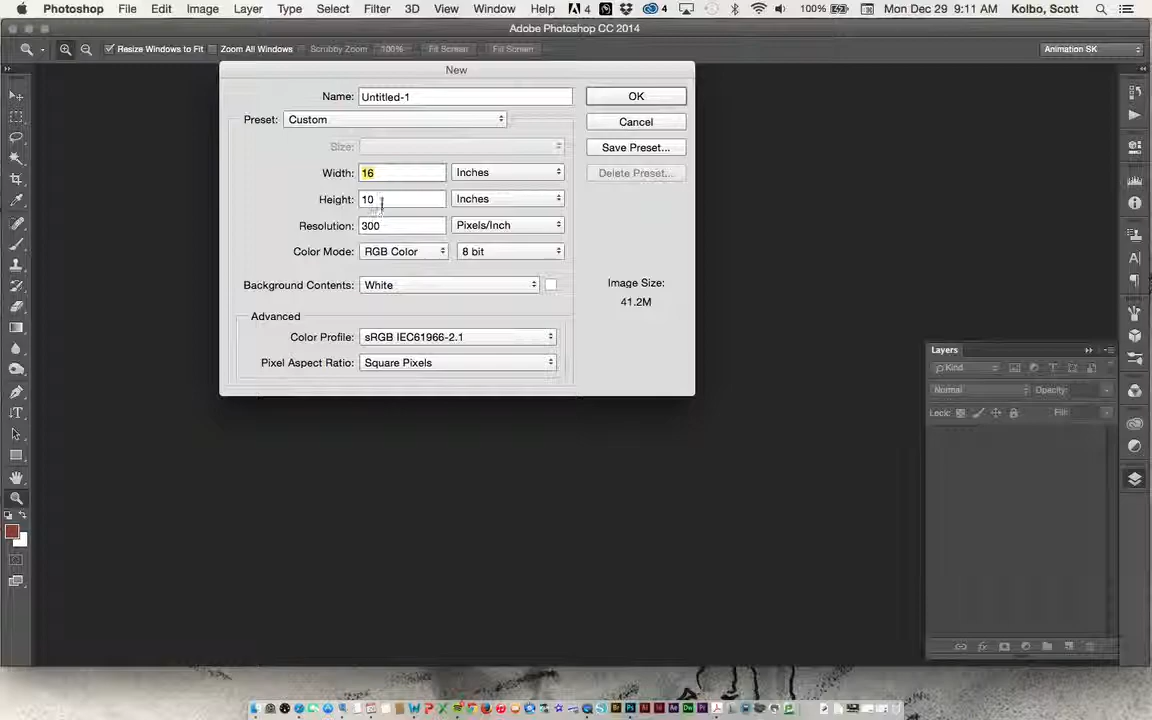 Photoshop File Edit Image Layer Type Select Filter 3D View Window Help 4 4 100% Mon Dec 29 9:11 AM Kolbo, Scott
Adobe Photoshop CC 2014
Resize Windows to Fit Zoom All Windows Scrubby Zoom 100% Fit Screen Fill Screen Animation SK
New
Name: Untitled-1 OK
Preset: Custom Cancel
Size: Save Preset...
Width: 16 Inches Delete Preset...
Height: 10 Inches
Resolution: 300 Pixels/Inch
Color Mode: RGB Color 8 bit
Background Contents: White Image Size:
41.2M
Advanced
Color Profile: sRGB IEC61966-2.1
Pixel Aspect Ratio: Square Pixels
Layers
Kind
Normal Opacity:
Lock: Fill: